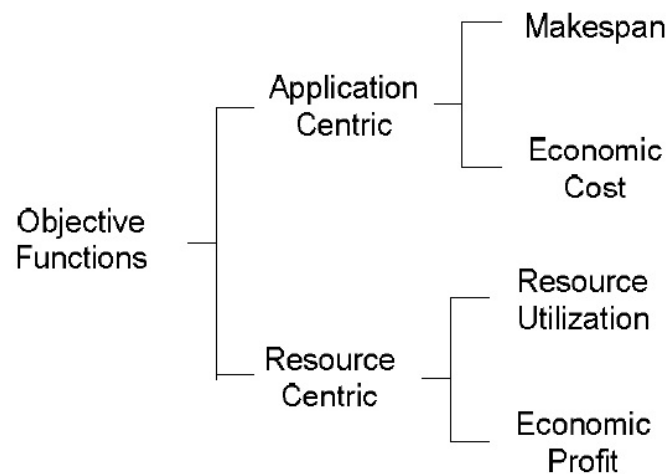 Objective
Functions
Application
Centric
Makespan
Economic
Cost
Resource
Centric
Resource
Utilization
Economic
Profit